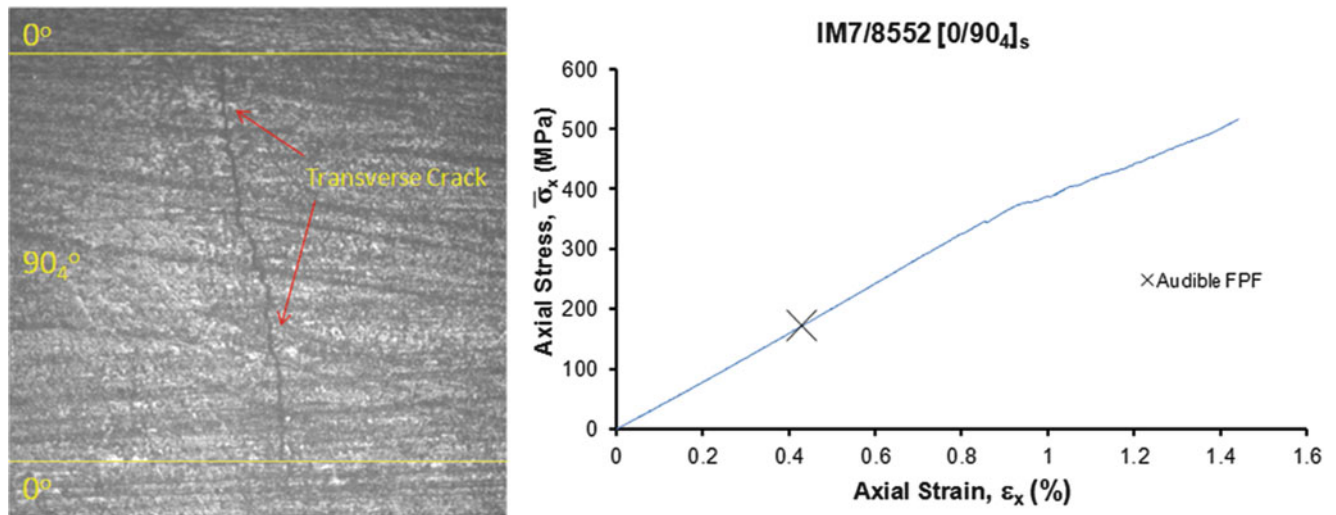 0°
Transverse Crack
90₄°
0°
IM7/8552 [0/90₄]ₛ
Axial Stress, σ̅ₓ (MPa)
600
500
400
300
200
100
0
× Audible FPF
0 0.2 0.4 0.6 0.8 1 1.2 1.4 1.6
Axial Strain, εₓ (%)